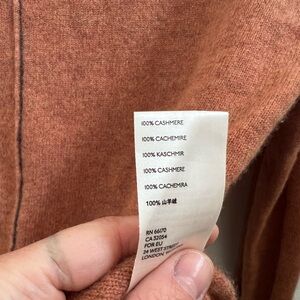 100% CASHMERE
100% CACHEMIRE
100% KASCHMIR
100% CASHMERE
100% CACHEMIRA
100% 山羊絨
RN 66170
CA 32054
FOR EU
24 WEST STREET
LONDON